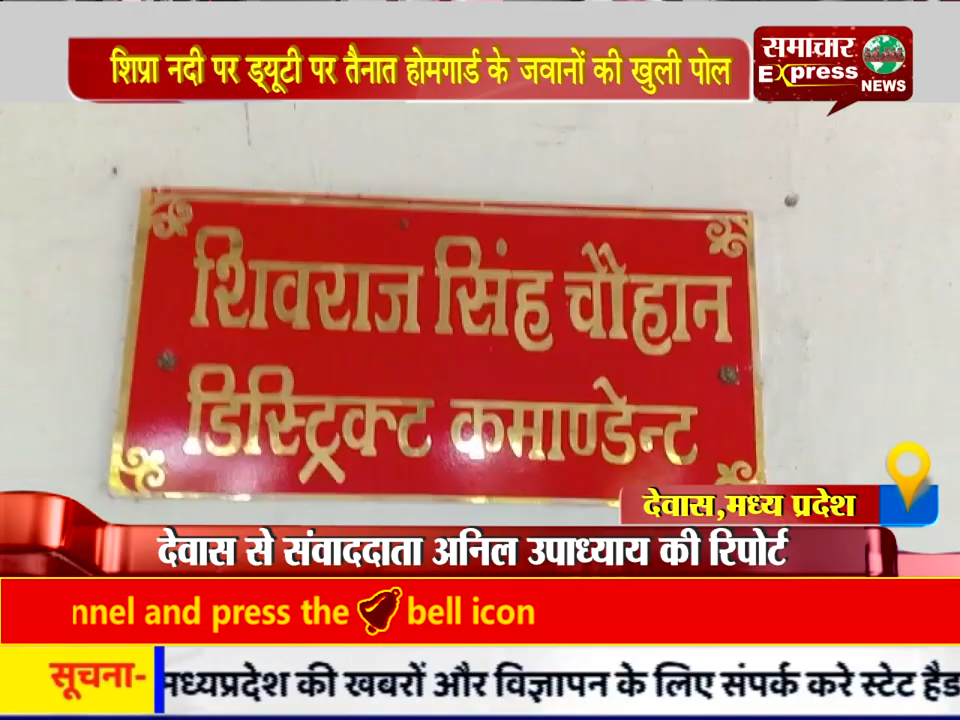 शिप्रा नदी पर ड्यूटी पर तैनात होमगार्ड के जवानों की खुली पोल
समाचार
Express
NEWS
शिवराज सिंह चौहान
डिस्ट्रिक्ट कमाण्डेन्ट
देवास,मध्य प्रदेश
देवास से संवाददाता अनिल उपाध्याय की रिपोर्ट
nnel and press the bell icon
सूचना- मध्यप्रदेश की खबरों और विज्ञापन के लिए संपर्क करे स्टेट हैड